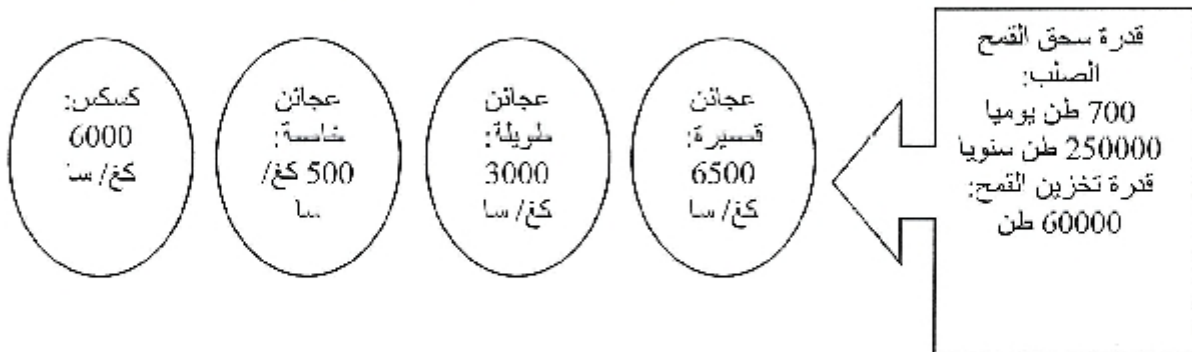 قدرة سحق القمح
الصلب:
700 طن يوميا
250000 طن سنويا
قدرة تخزين القمح:
60000 طن
عجائن
قصيرة:
6500
كغ/ سا
عجائن
طويلة:
3000
كغ/ سا
عجائن
خاصة:
500 كغ/
سا
كسكس:
6000
كغ/ سا